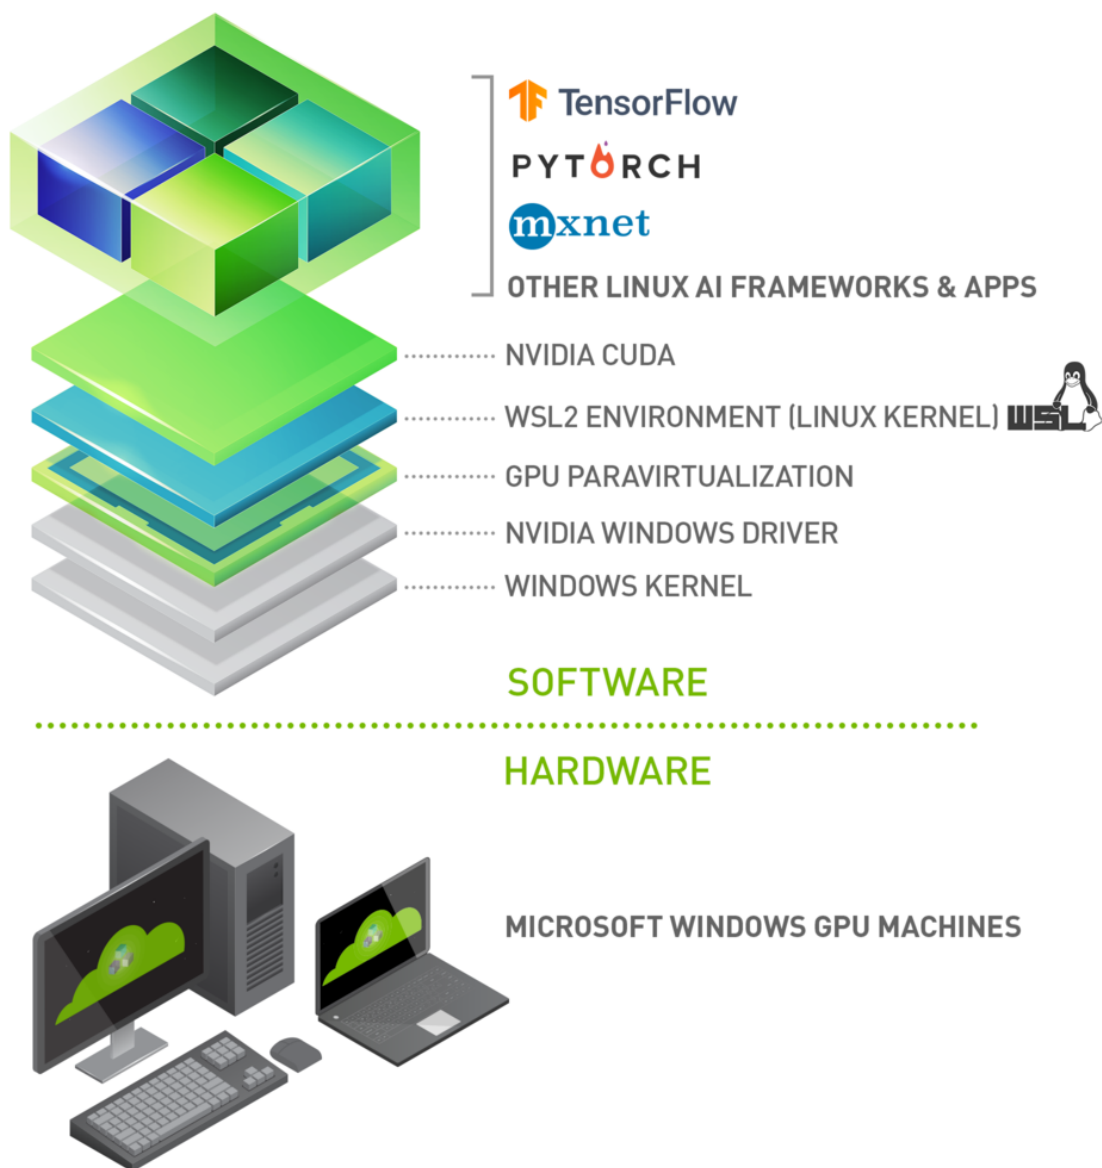 TensorFlow
PYTORCH
mxnet
OTHER LINUX AI FRAMEWORKS & APPS
NVIDIA CUDA
WSL2 ENVIRONMENT (LINUX KERNEL) WSL
GPU PARAVIRTUALIZATION
NVIDIA WINDOWS DRIVER
WINDOWS KERNEL
SOFTWARE
HARDWARE
MICROSOFT WINDOWS GPU MACHINES